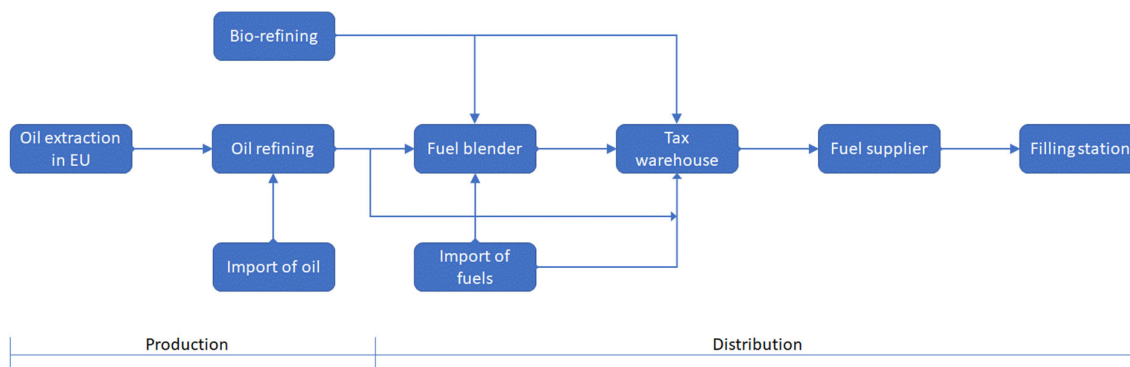 Bio-refining
Oil extraction
in EU
Oil refining
Fuel blender
Tax
warehouse
Fuel supplier
Filling station
Import of oil
Import of
fuels
Production
Distribution